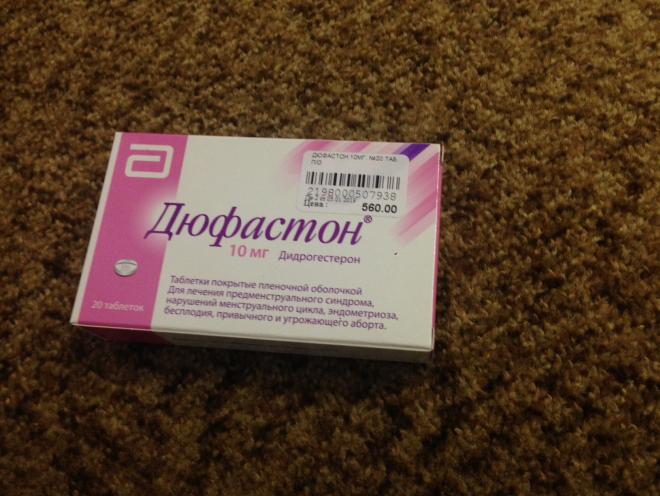 ДЮФАСТОН 10МГ. №20 ТАБ.
П/О
2198000507938
Цена:
560.00
Дюфастон®
10 мг Дидрогестерон
Таблетки покрытые пленочной оболочкой
Для лечения предменструального синдрома,
нарушений менструального цикла, эндометриоза,
бесплодия, привычного и угрожающего аборта.
20 таблеток